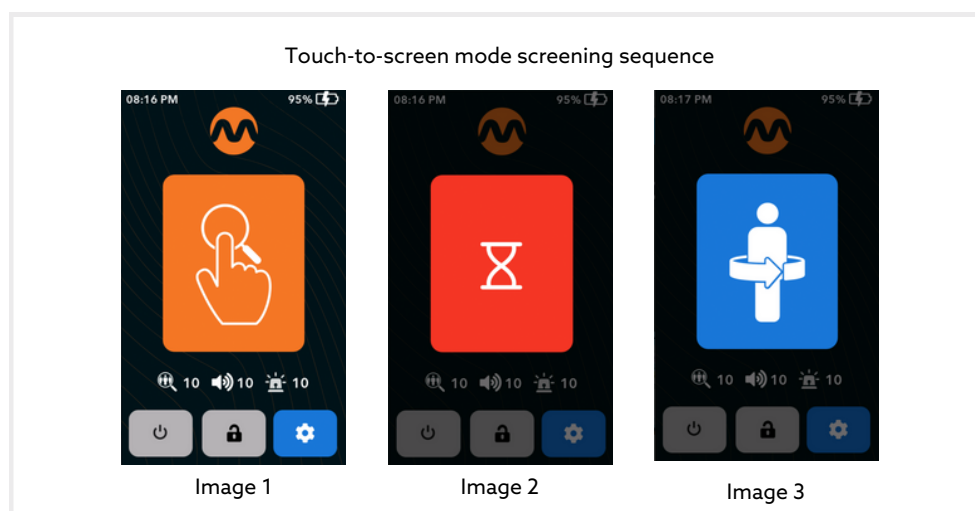 Touch-to-screen mode screening sequence
08:16 PM 95%
08:16 PM 95%
08:17 PM 95%
10 10 10
10 10 10
10 10 10
Image 1
Image 2
Image 3